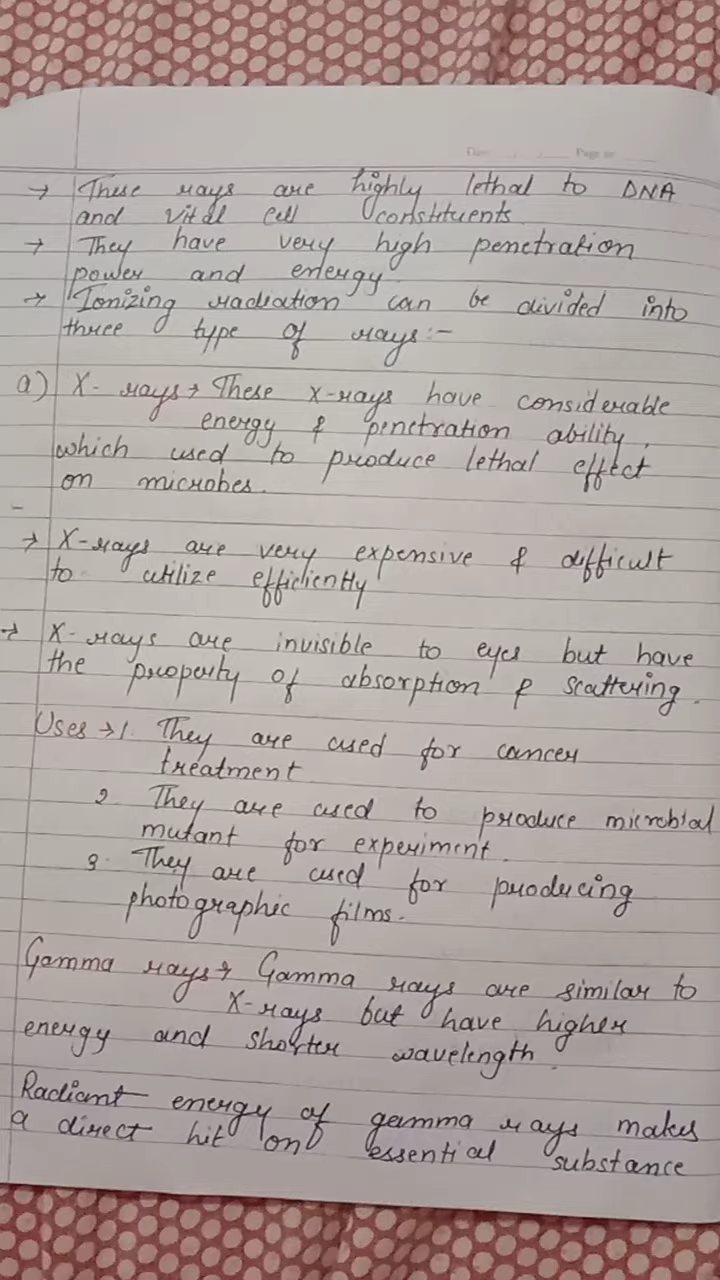 Date Page no
→ These rays are highly lethal to DNA
and vital cell constituents
→ They have very high penetration
power and energy
→ Ionizing radiation can be divided into
three type of rays:-
a) X- rays → These X-rays have considerable
energy & penetration ability,
which used to produce lethal effect
on microbes.
→ X-rays are very expensive & difficult
to utilize efficiently
→ X-rays are invisible to eyes but have
the property of absorption & scattering.
Uses → 1. They are used for cancer
treatment
2. They are used to produce microbial
mutant for experiment.
3. They are used for producing
photographic films.
Gamma rays → Gamma rays are similar to
X-rays but have higher
energy and shorter wavelength.
Radiant energy of gamma rays makes
a direct hit on essential substance